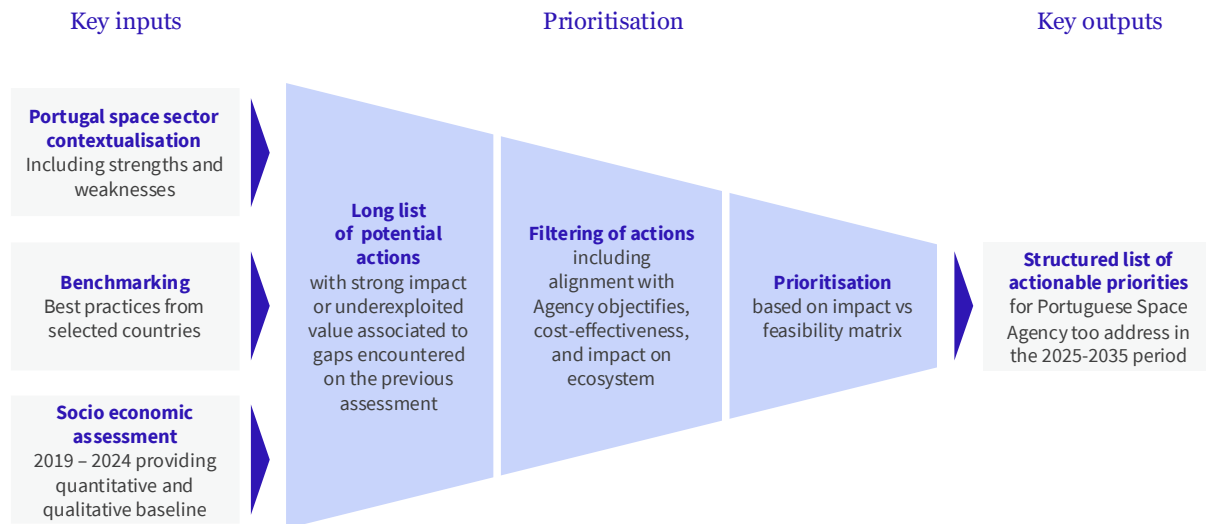 Key inputs
Prioritisation
Key outputs
Portugal space sector
contextualisation
Including strengths and
weaknesses
Benchmarking
Best practices from
selected countries
Socio economic
assessment
2019 – 2024 providing
quantitative and
qualitative baseline
Long list
of potential
actions
with strong impact
or underexploited
value associated to
gaps encountered
on the previous
assessment
Filtering of actions
including
alignment with
Agency objectifies,
cost-effectiveness,
and impact on
ecosystem
Prioritisation
based on impact vs
feasibility matrix
Structured list of
actionable priorities
for Portuguese Space
Agency too address in
the 2025-2035 period